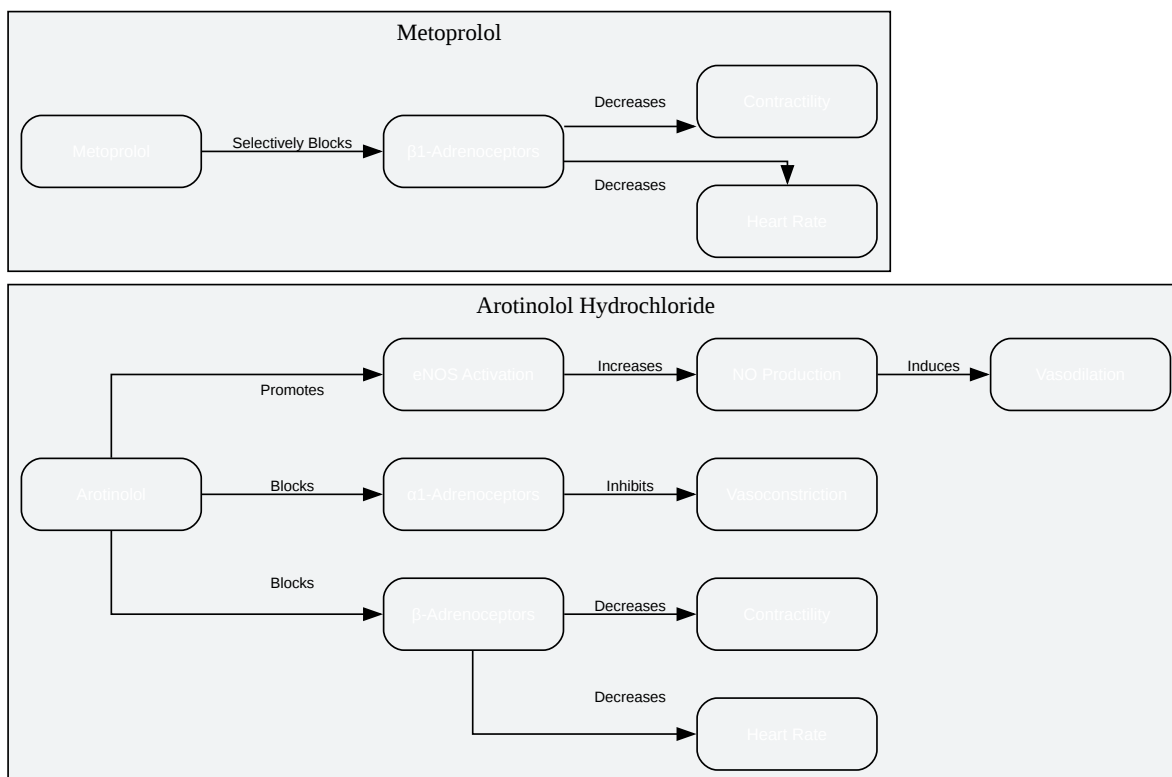 Metoprolol
Contractility
Decreases
Metoprolol
Selectively Blocks
β1-Adrenoceptors
Decreases
Heart Rate
Arotinolol Hydrochloride
eNOS Activation
Increases
NO Production
Induces
Vasodilation
Promotes
Arotinolol
Blocks
α1-Adrenoceptors
Inhibits
Vasoconstriction
Blocks
β-Adrenoceptors
Decreases
Contractility
Decreases
Heart Rate